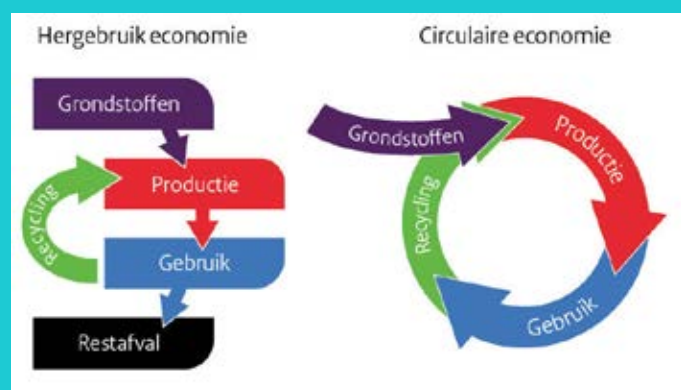 Hergebruik economie
Grondstoffen
Productie
Recycling
Gebruik
Restafval
Circulaire economie
Grondstoffen
Productie
Recycling
Gebruik